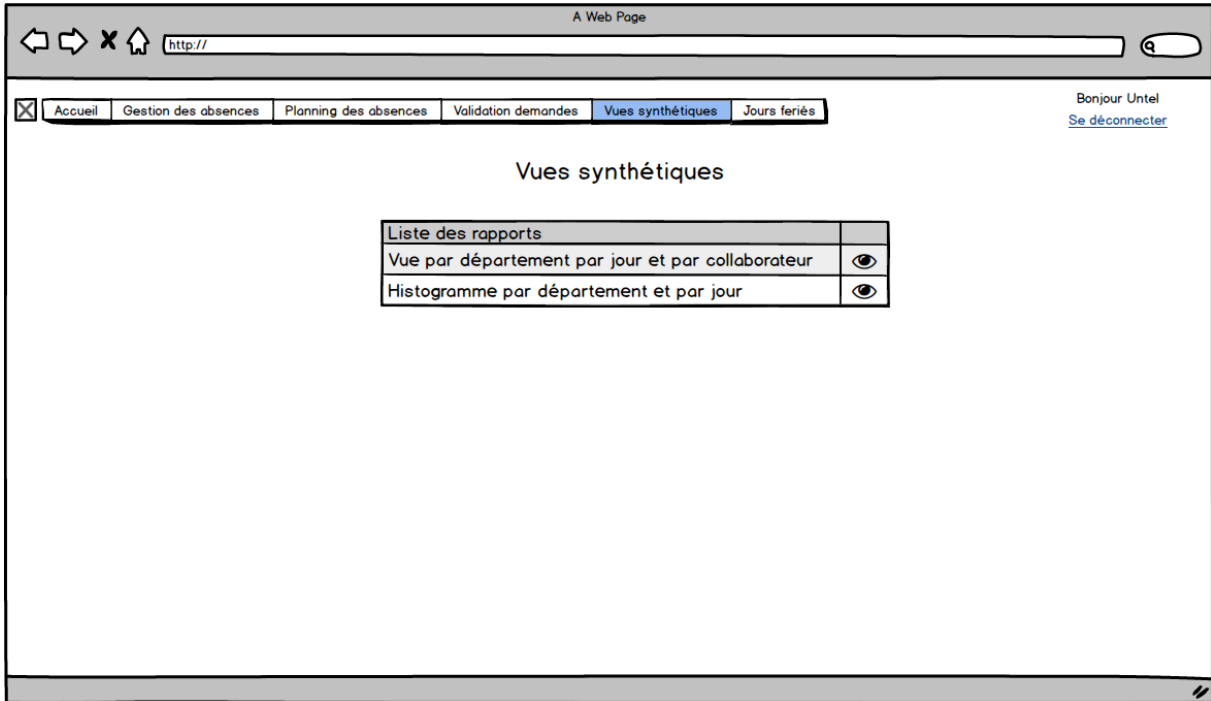 A Web Page
http://
Accueil Gestion des absences Planning des absences Validation demandes Vues synthétiques Jours feriés
Bonjour Untel
Se déconnecter
Vues synthétiques
Liste des rapports
Vue par département par jour et par collaborateur
Histogramme par département et par jour